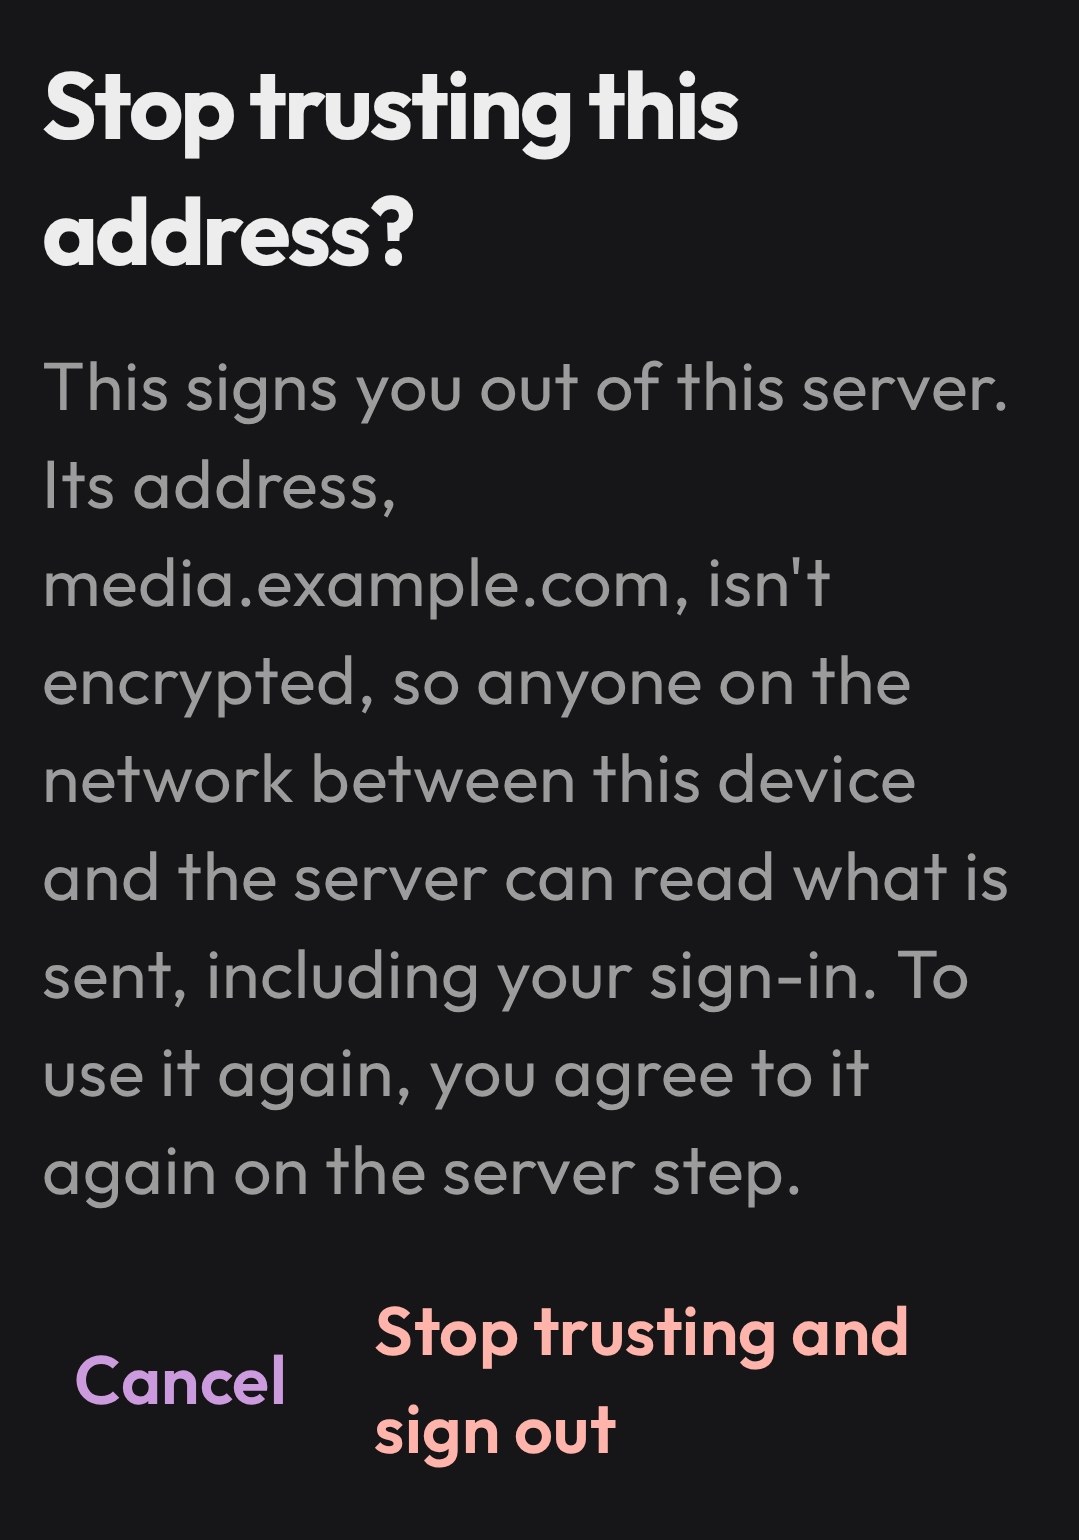 Stop trusting this
address?
This signs you out of this server.
Its address,
media.example.com, isn't
encrypted, so anyone on the
network between this device
and the server can read what is
sent, including your sign-in. To
use it again, you agree to it
again on the server step.
Cancel
Stop trusting and
sign out